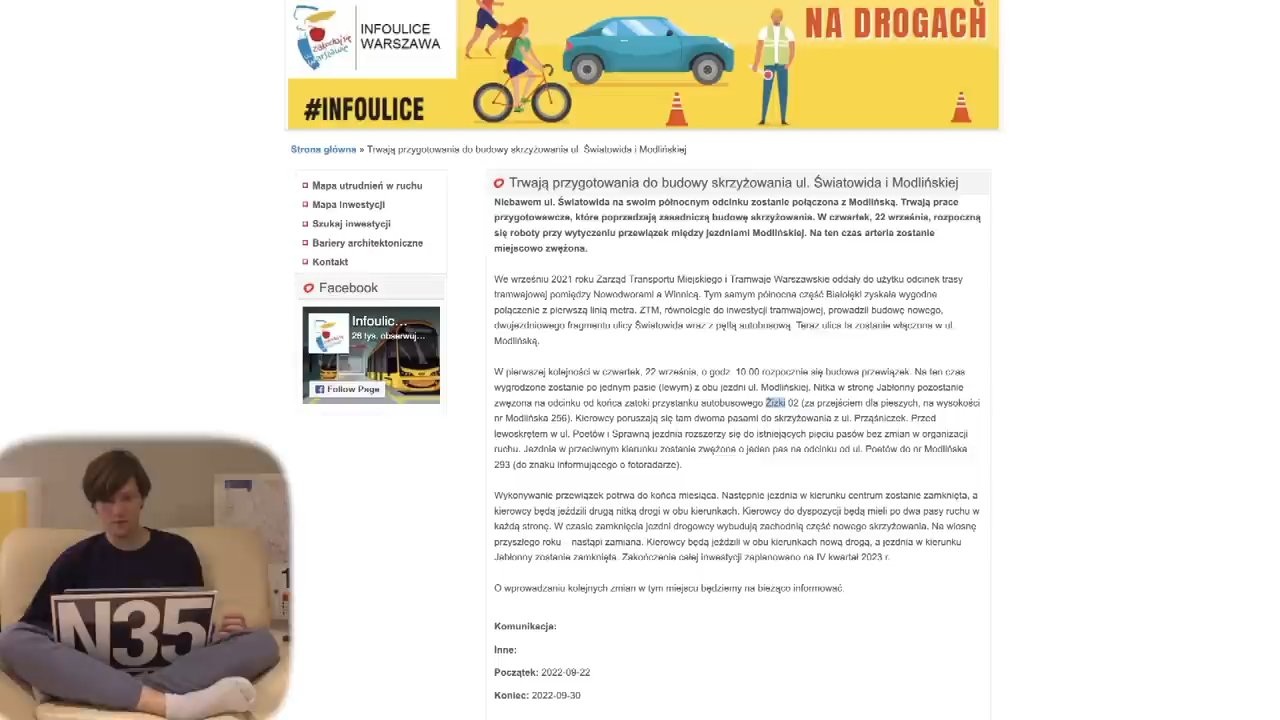 zakochaj się w Warszawie
INFOULICE
WARSZAWA
NA DROGACH
#INFOULICE
Strona główna » Trwają przygotowania do budowy skrzyżowania ul. Światowida i Modlińskiej
Mapa utrudnień w ruchu
Mapa inwestycji
Szukaj inwestycji
Bariery architektoniczne
Kontakt
Facebook
Infoulic...
26 tys. obserwuj...
Follow Page
Trwają przygotowania do budowy skrzyżowania ul. Światowida i Modlińskiej
Niebawem ul. Światowida na swoim północnym odcinku zostanie połączona z Modlińską. Trwają prace
przygotowawcze, które poprzedzają zasadniczą budowę skrzyżowania. W czwartek, 22 września, rozpoczną
się roboty przy wytyczeniu przewiązek między jezdniami Modlińskiej. Na ten czas arteria zostanie
miejscowo zwężona.
We wrześniu 2021 roku Zarząd Transportu Miejskiego i Tramwaje Warszawskie oddały do użytku odcinek trasy
tramwajowej pomiędzy Nowodworami a Winnicą. Tym samym północna część Białołęki zyskała wygodne
połączenie z pierwszą linią metra. ZTM, równolegle do inwestycji tramwajowej, prowadził budowę nowego,
dwujezdniowego fragmentu ulicy Światowida wraz z pętlą autobusową. Teraz ulica ta zostanie włączona w ul.
Modlińską.
W pierwszej kolejności w czwartek, 22 września, o godz. 10.00 rozpocznie się budowa przewiązek. Na ten czas
wygrodzone zostanie po jednym pasie (lewym) z obu jezdni ul. Modlińskiej. Nitka w stronę Jabłonny pozostanie
zwężona na odcinku od końca zatoki przystanku autobusowego Żiżki 02 (za przejściem dla pieszych, na wysokości
nr Modlińska 256). Kierowcy poruszają się tam dwoma pasami do skrzyżowania z ul. Prząśniczek. Przed
lewoskrętem w ul. Poetów i Sprawną jezdnia rozszerzy się do istniejących pięciu pasów bez zmian w organizacji
ruchu. Jezdnia w przeciwnym kierunku zostanie zwężona o jeden pas na odcinku od ul. Poetów do nr Modlińska
293 (do znaku informującego o fotoradarze).
Wykonywanie przewiązek potrwa do końca miesiąca. Następnie jezdnia w kierunku centrum zostanie zamknięta, a
kierowcy będą jeździli drugą nitką drogi w obu kierunkach. Kierowcy do dyspozycji będą mieli po dwa pasy ruchu w
każdą stronę. W czasie zamknięcia jezdni drogowcy wybudują zachodnią część nowego skrzyżowania. Na wiosnę
przyszłego roku nastąpi zamiana. Kierowcy będą jeździli w obu kierunkach nową drogą, a jezdnia w kierunku
Jabłonny zostanie zamknięta. Zakończenie całej inwestycji zaplanowano na IV kwartał 2023 r.
O wprowadzaniu kolejnych zmian w tym miejscu będziemy na bieżąco informować.
Komunikacja:
Inne:
Początek: 2022-09-22
Koniec: 2022-09-30
N35